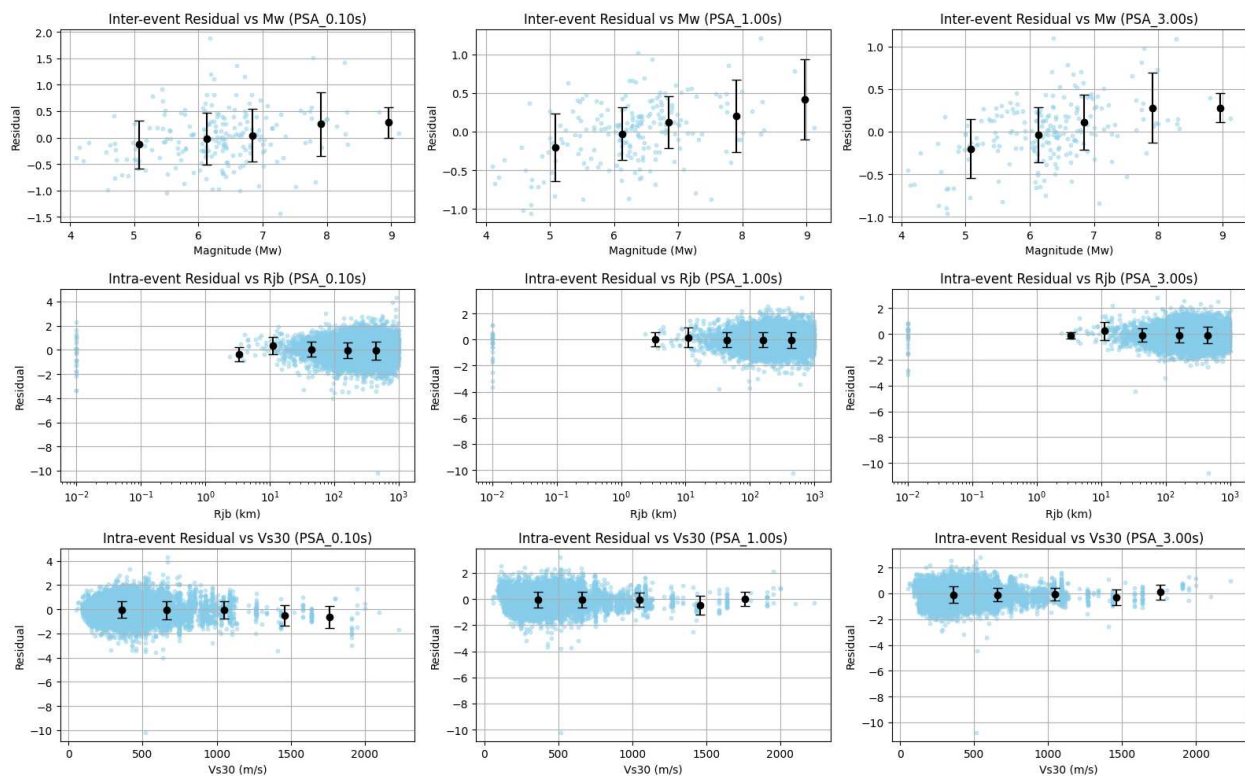 Inter-event Residual vs Mw (PSA_0.10s)
Residual
2.0
1.5
1.0
0.5
0.0
−0.5
−1.0
−1.5
4 5 6 7 8 9
Magnitude (Mw)
Inter-event Residual vs Mw (PSA_1.00s)
Residual
1.0
0.5
0.0
−0.5
−1.0
4 5 6 7 8 9
Magnitude (Mw)
Inter-event Residual vs Mw (PSA_3.00s)
Residual
1.0
0.5
0.0
−0.5
−1.0
4 5 6 7 8 9
Magnitude (Mw)
Intra-event Residual vs Rjb (PSA_0.10s)
Residual
4
2
0
−2
−4
−6
−8
−10
10⁻² 10⁻¹ 10⁰ 10¹ 10² 10³
Rjb (km)
Intra-event Residual vs Rjb (PSA_1.00s)
Residual
2
0
−2
−4
−6
−8
−10
10⁻² 10⁻¹ 10⁰ 10¹ 10² 10³
Rjb (km)
Intra-event Residual vs Rjb (PSA_3.00s)
Residual
2
0
−2
−4
−6
−8
−10
10⁻² 10⁻¹ 10⁰ 10¹ 10² 10³
Rjb (km)
Intra-event Residual vs Vs30 (PSA_0.10s)
Residual
4
2
0
−2
−4
−6
−8
−10
0 500 1000 1500 2000
Vs30 (m/s)
Intra-event Residual vs Vs30 (PSA_1.00s)
Residual
4
2
0
−2
−4
−6
−8
−10
0 500 1000 1500 2000
Vs30 (m/s)
Intra-event Residual vs Vs30 (PSA_3.00s)
Residual
2
0
−2
−4
−6
−8
−10
0 500 1000 1500 2000
Vs30 (m/s)